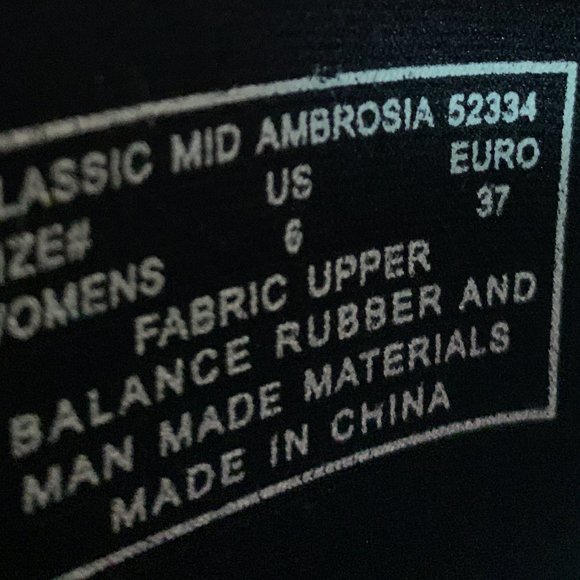 LASSIC MID AMBROSIA 52334
US EURO
IZE# 6 37
WOMENS
FABRIC UPPER
BALANCE RUBBER AND
MAN MADE MATERIALS
MADE IN CHINA